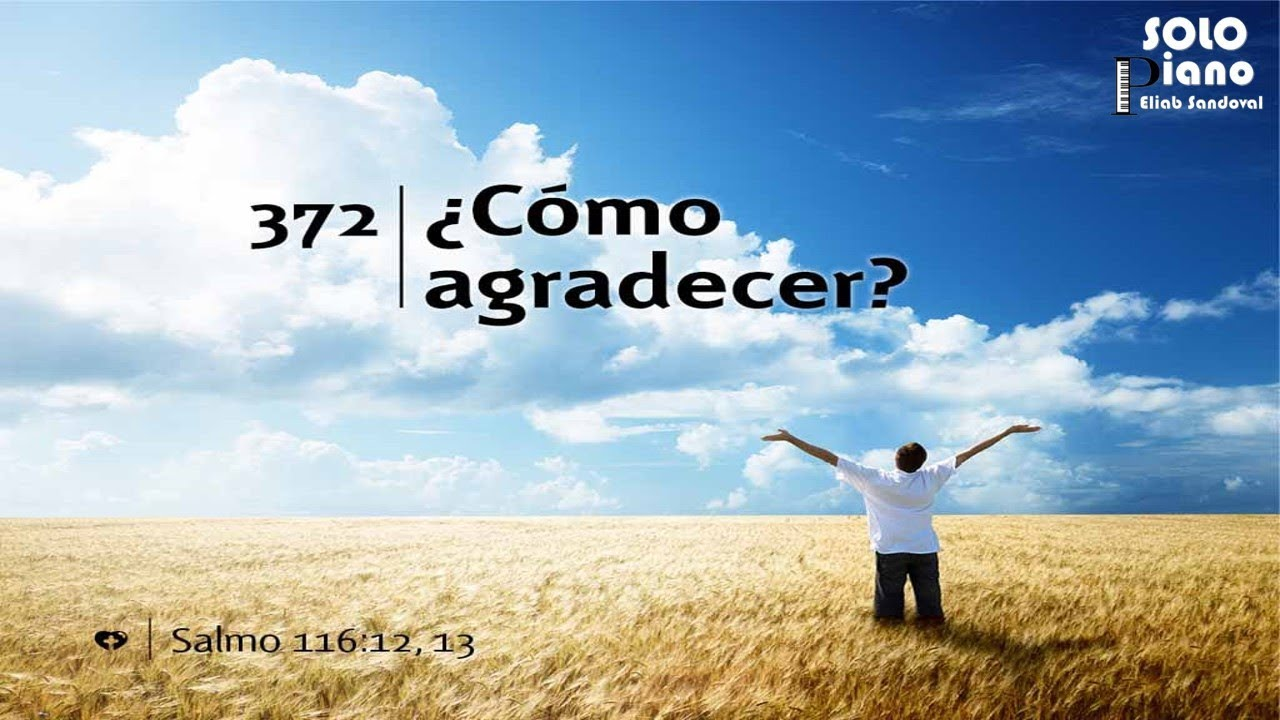 SOLO
Piano
Eliab Sandoval
372 ¿Cómo
agradecer?
Salmo 116:12, 13